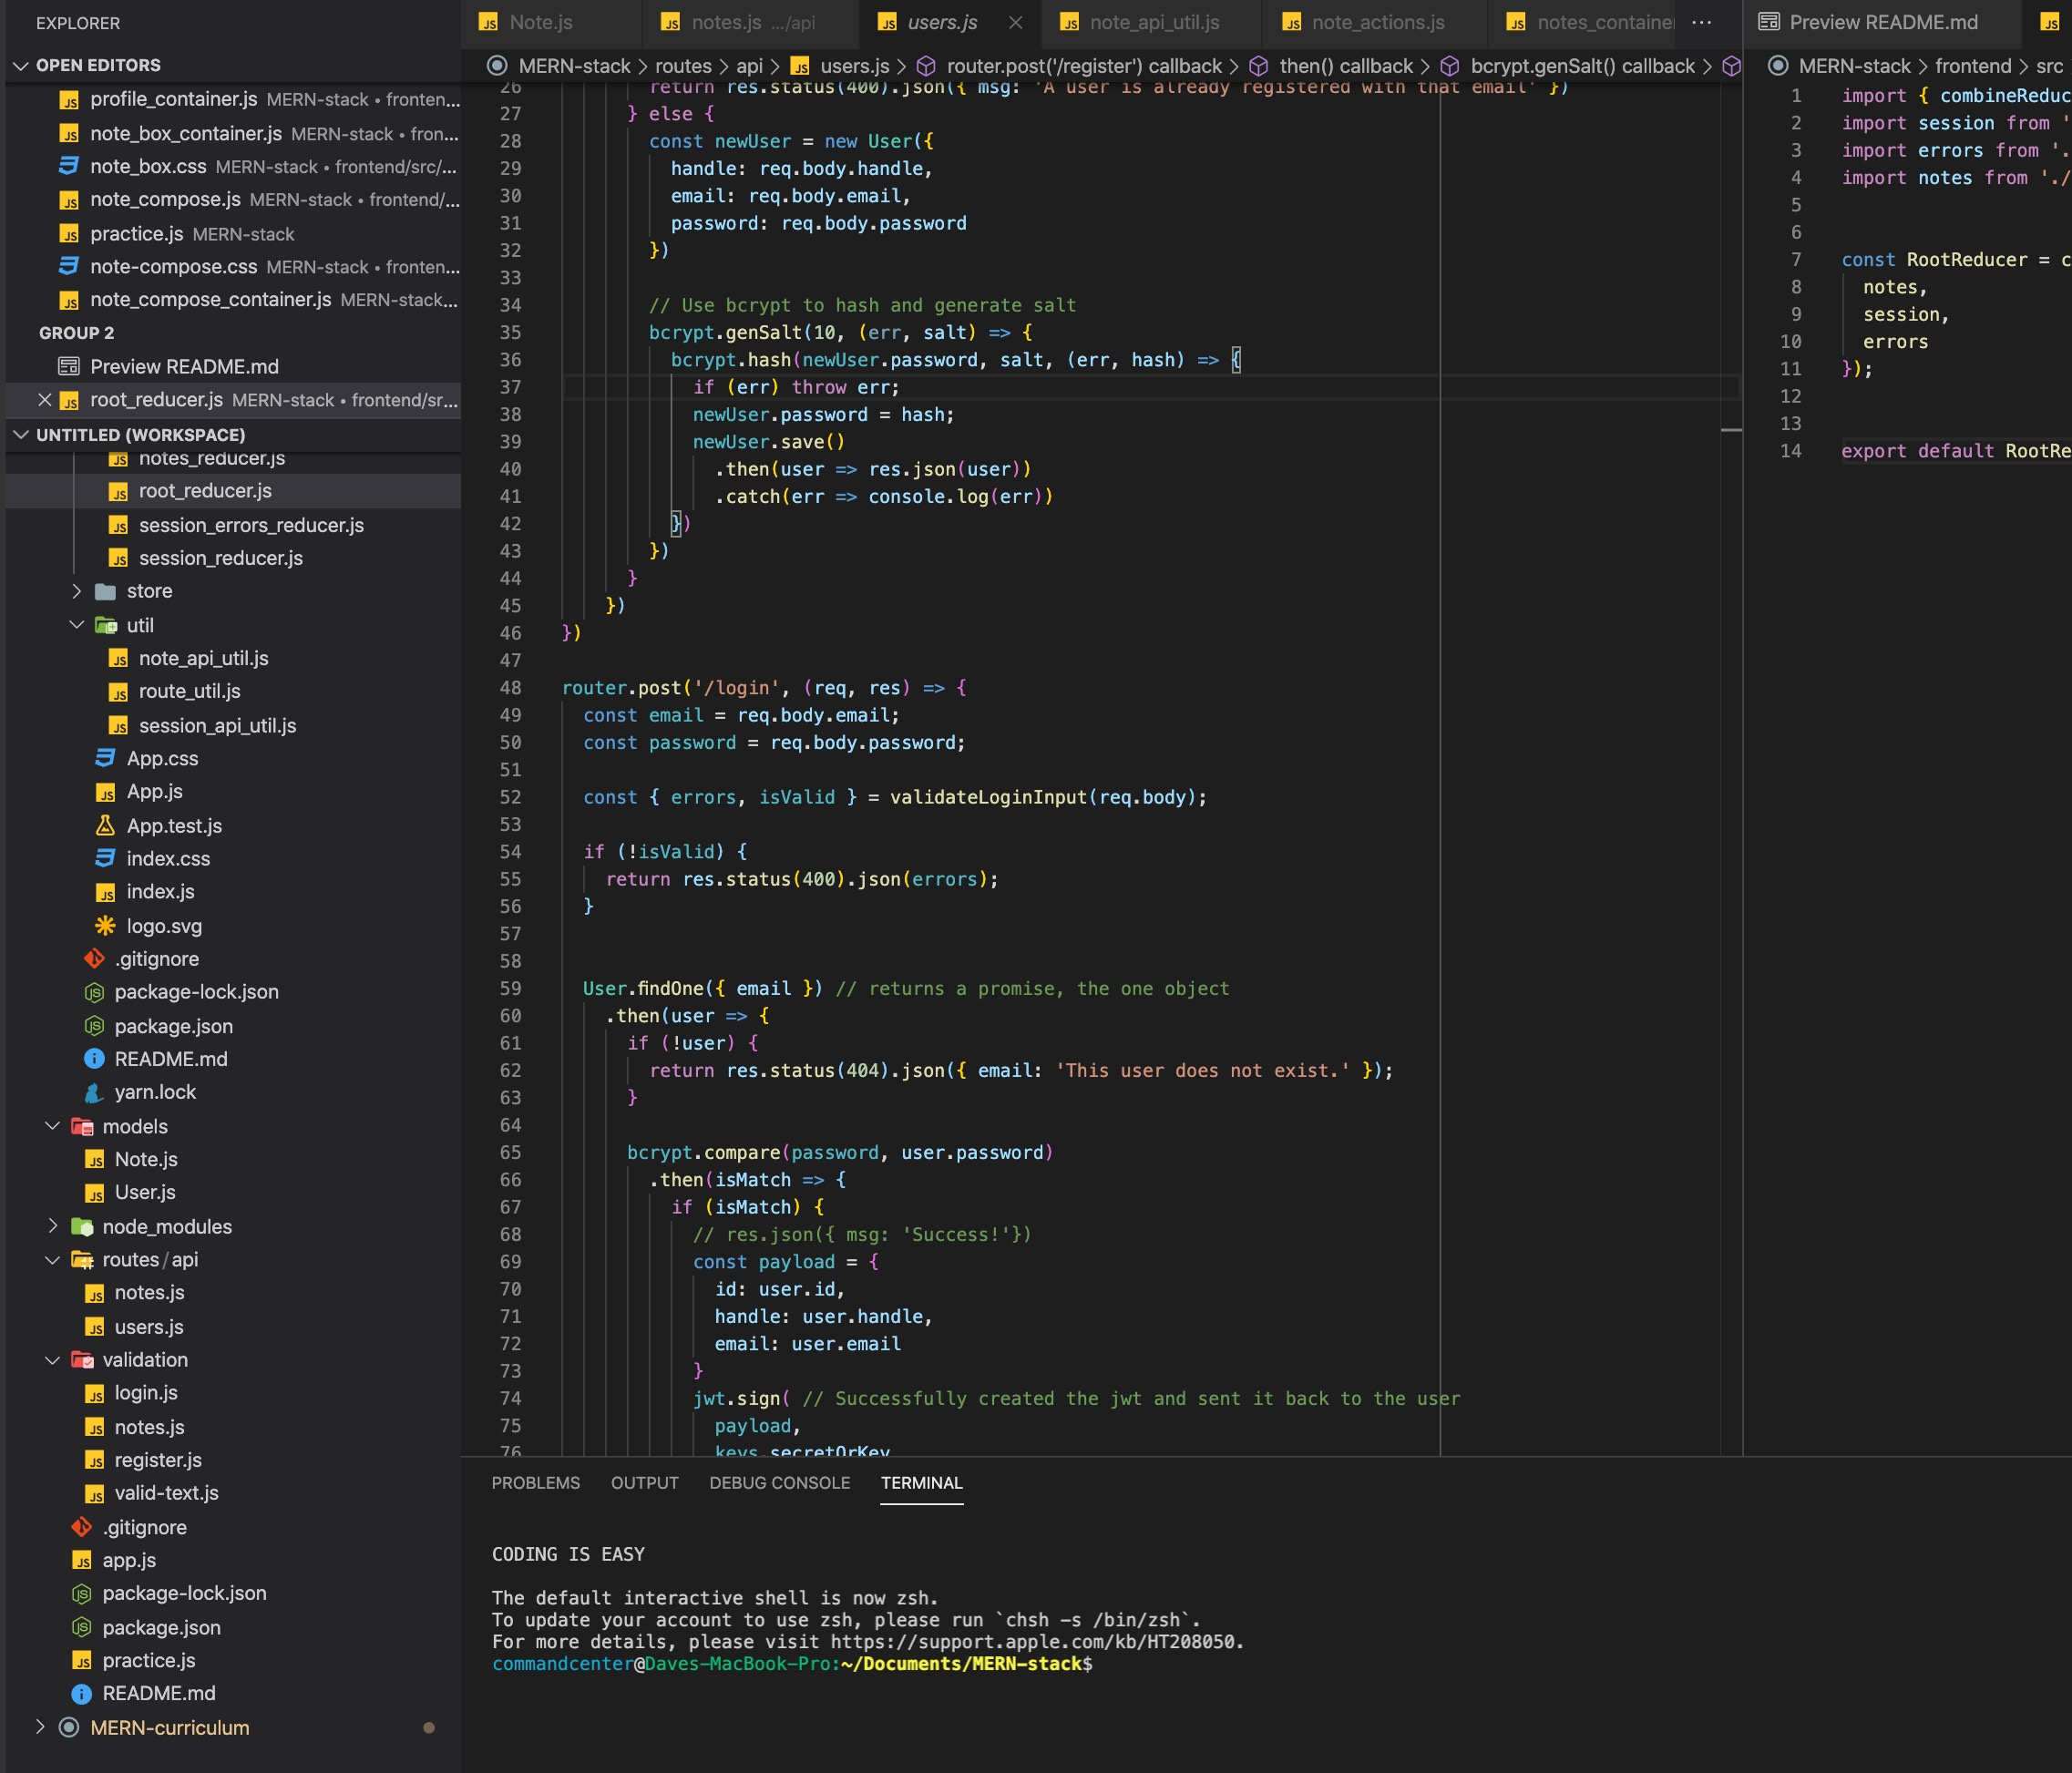 EXPLORER
OPEN EDITORS
profile_container.js MERN-stack • fronten...
note_box_container.js MERN-stack • fron...
note_box.css MERN-stack • frontend/src/...
note_compose.js MERN-stack • frontend/...
practice.js MERN-stack
note-compose.css MERN-stack • fronten...
note_compose_container.js MERN-stack...
GROUP 2
Preview README.md
root_reducer.js MERN-stack • frontend/sr...
UNTITLED (WORKSPACE)
notes_reducer.js
root_reducer.js
session_errors_reducer.js
session_reducer.js
store
util
note_api_util.js
route_util.js
session_api_util.js
App.css
App.js
App.test.js
index.css
index.js
logo.svg
.gitignore
package-lock.json
package.json
README.md
yarn.lock
models
Note.js
User.js
node_modules
routes/api
notes.js
users.js
validation
login.js
notes.js
register.js
valid-text.js
.gitignore
app.js
package-lock.json
package.json
practice.js
README.md
MERN-curriculum
Note.js notes.js .../api users.js note_api_util.js note_actions.js notes_container ...
MERN-stack > routes > api > users.js > router.post('/register') callback > then() callback > bcrypt.genSalt() callback >
26 return res.status(400).json({ msg: 'A user is already registered with that email' })
27 } else {
28 const newUser = new User({
29 handle: req.body.handle,
30 email: req.body.email,
31 password: req.body.password
32 })
33
34 // Use bcrypt to hash and generate salt
35 bcrypt.genSalt(10, (err, salt) => {
36 bcrypt.hash(newUser.password, salt, (err, hash) => {
37 if (err) throw err;
38 newUser.password = hash;
39 newUser.save()
40 .then(user => res.json(user))
41 .catch(err => console.log(err))
42 })
43 })
44 }
45 })
46 })
47
48 router.post('/login', (req, res) => {
49 const email = req.body.email;
50 const password = req.body.password;
51
52 const { errors, isValid } = validateLoginInput(req.body);
53
54 if (!isValid) {
55 return res.status(400).json(errors);
56 }
57
58
59 User.findOne({ email }) // returns a promise, the one object
60 .then(user => {
61 if (!user) {
62 return res.status(404).json({ email: 'This user does not exist.' });
63 }
64
65 bcrypt.compare(password, user.password)
66 .then(isMatch => {
67 if (isMatch) {
68 // res.json({ msg: 'Success!'})
69 const payload = {
70 id: user.id,
71 handle: user.handle,
72 email: user.email
73 }
74 jwt.sign( // Successfully created the jwt and sent it back to the user
75 payload,
76 keys.secretOrKey
Preview README.md
MERN-stack > frontend > src
1 import { combineReduc
2 import session from '
3 import errors from '.
4 import notes from './
5
6
7 const RootReducer = c
8 notes,
9 session,
10 errors
11 });
12
13
14 export default RootRe
PROBLEMS OUTPUT DEBUG CONSOLE TERMINAL
CODING IS EASY
The default interactive shell is now zsh.
To update your account to use zsh, please run `chsh -s /bin/zsh`.
For more details, please visit https://support.apple.com/kb/HT208050.
commandcenter@Daves-MacBook-Pro:~/Documents/MERN-stack$